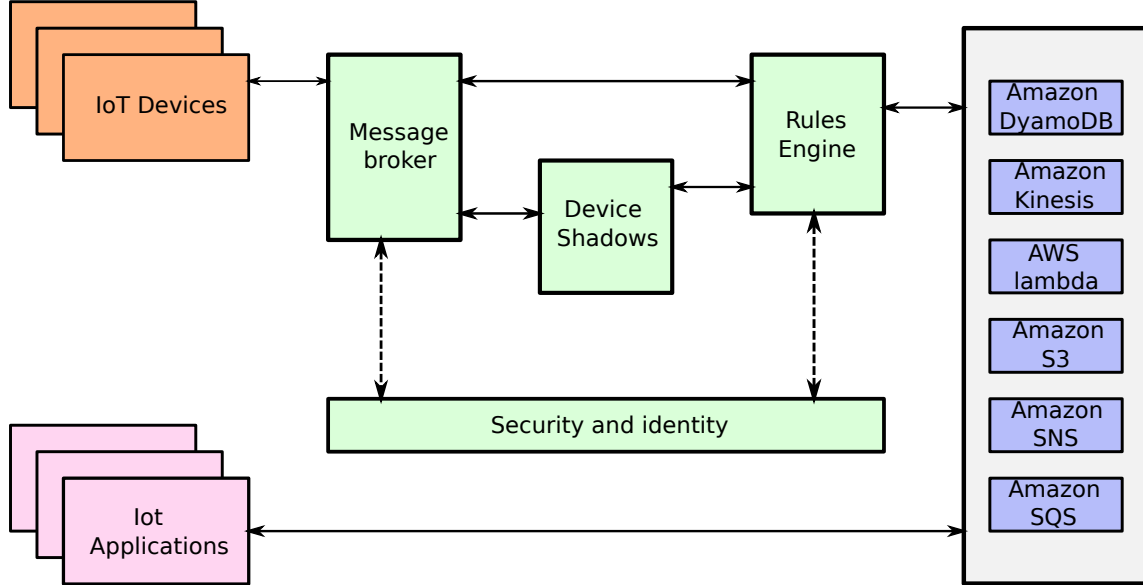 IoT Devices
Message
broker
Rules
Engine
Device
Shadows
Security and identity
Iot
Applications
Amazon
DyamoDB
Amazon
Kinesis
AWS
lambda
Amazon
S3
Amazon
SNS
Amazon
SQS